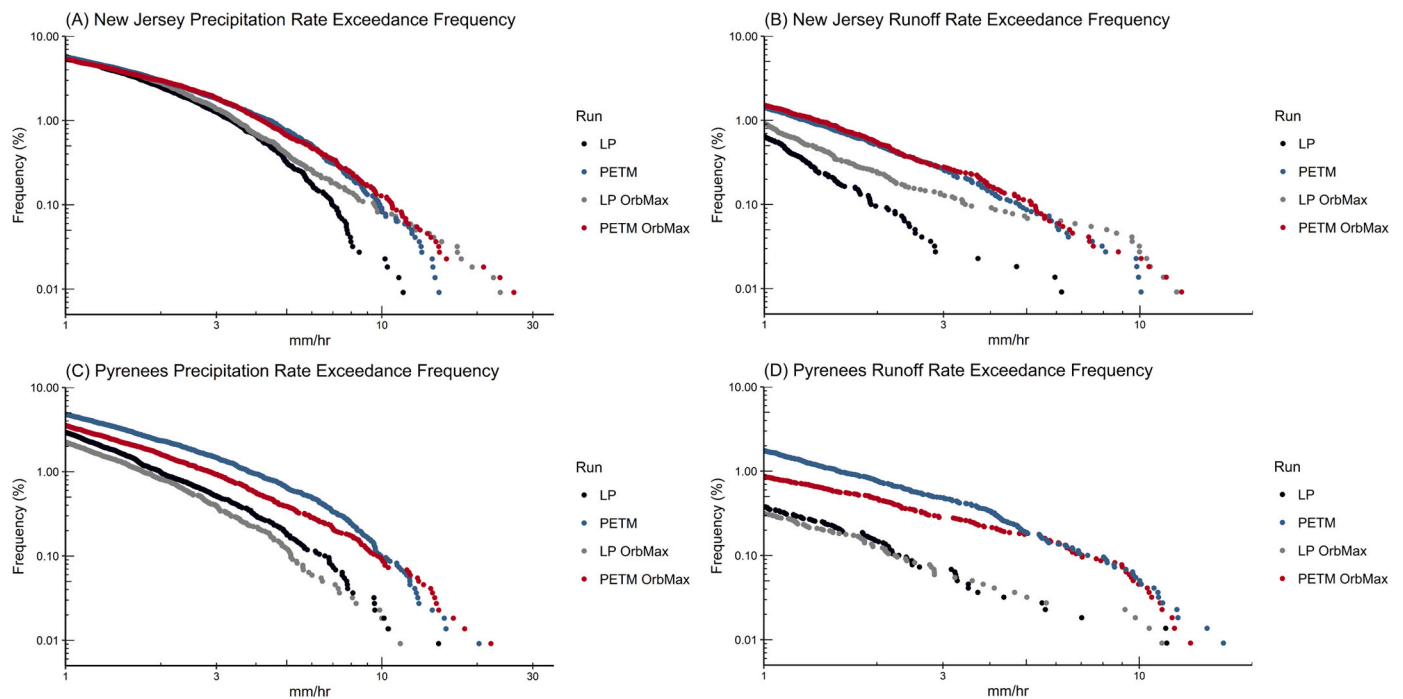 (A) New Jersey Precipitation Rate Exceedance Frequency
10.00
1.00
0.10
0.01
Frequency (%)
1
3
10
30
mm/hr
Run
LP
PETM
LP OrbMax
PETM OrbMax
(B) New Jersey Runoff Rate Exceedance Frequency
10.00
1.00
0.10
0.01
Frequency (%)
1
3
10
mm/hr
Run
LP
PETM
LP OrbMax
PETM OrbMax
(C) Pyrenees Precipitation Rate Exceedance Frequency
10.00
1.00
0.10
0.01
Frequency (%)
1
3
10
30
mm/hr
Run
LP
PETM
LP OrbMax
PETM OrbMax
(D) Pyrenees Runoff Rate Exceedance Frequency
10.00
1.00
0.10
0.01
Frequency (%)
1
3
10
mm/hr
Run
LP
PETM
LP OrbMax
PETM OrbMax